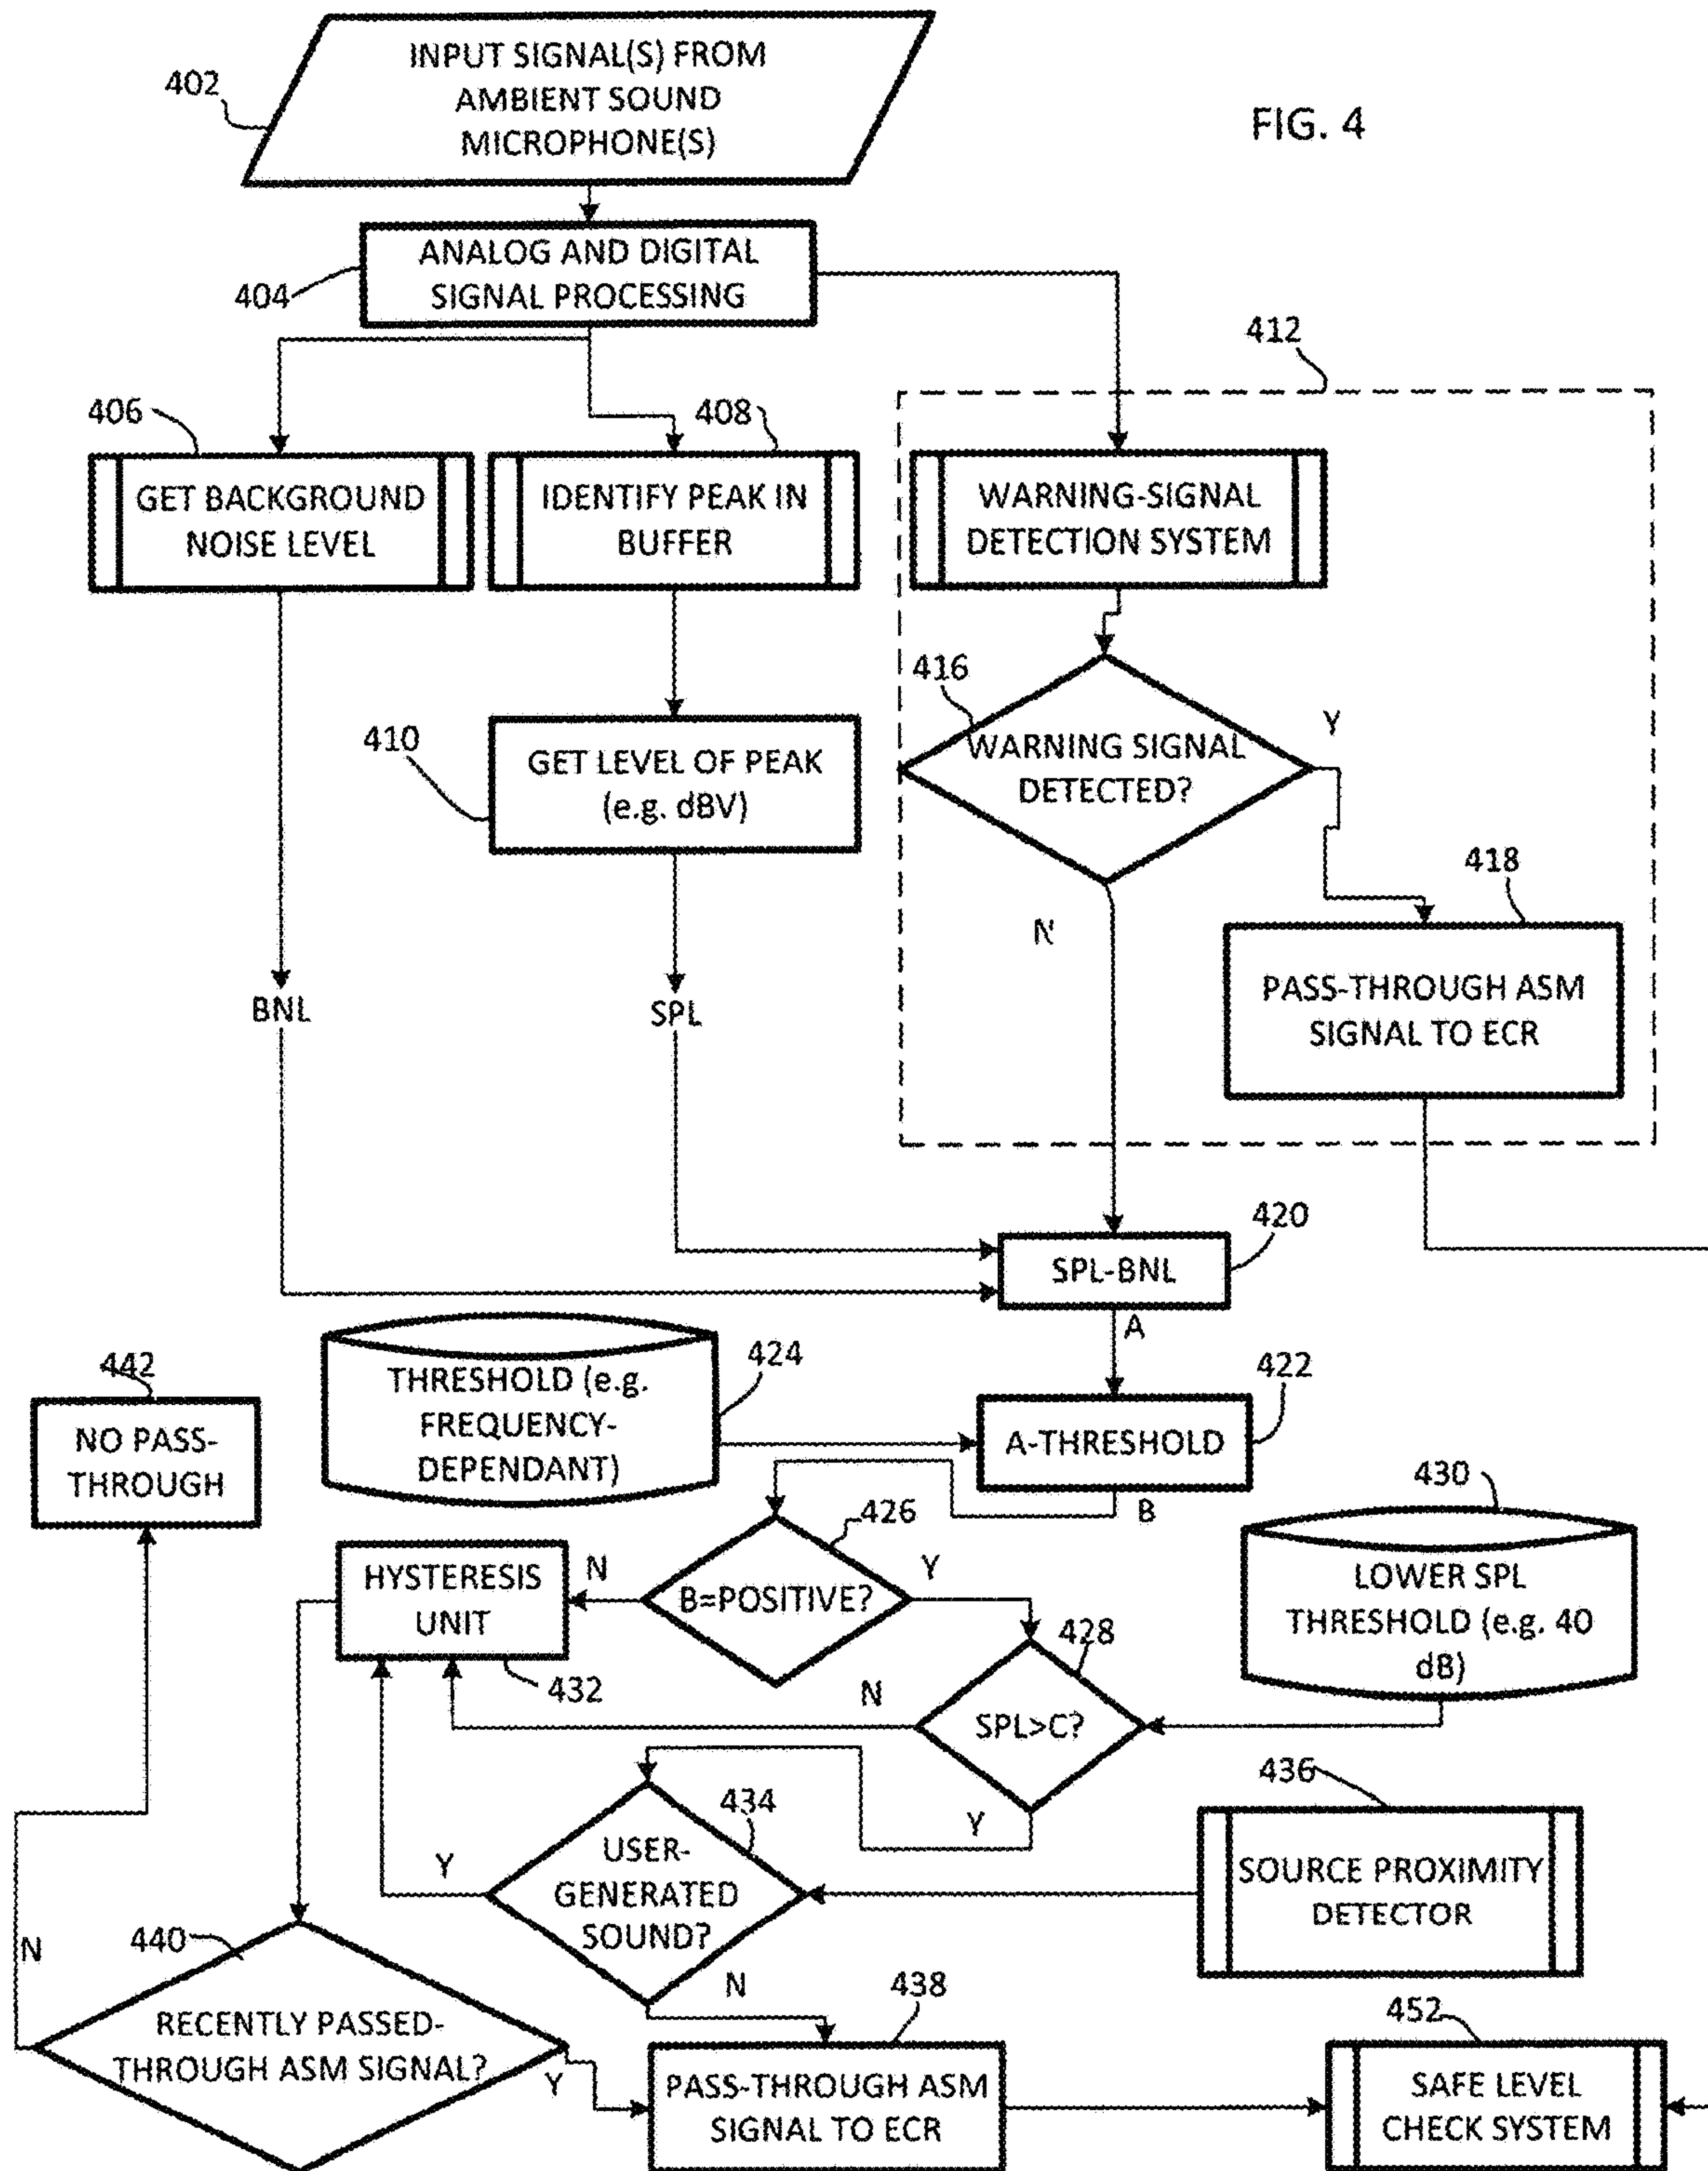 INPUT SIGNAL(S) FROM
AMBIENT SOUND
MICROPHONE(S)
402
FIG. 4
ANALOG AND DIGITAL
SIGNAL PROCESSING
404
412
406
408
GET BACKGROUND
NOISE LEVEL
IDENTIFY PEAK IN
BUFFER
WARNING-SIGNAL
DETECTION SYSTEM
416
WARNING SIGNAL
DETECTED?
Y
N
410
GET LEVEL OF PEAK
(e.g. dBV)
418
PASS-THROUGH ASM
SIGNAL TO ECR
BNL
SPL
420
SPL-BNL
A
442
NO PASS-
THROUGH
THRESHOLD (e.g.
FREQUENCY-
DEPENDANT)
424
422
A-THRESHOLD
B
426
B=POSITIVE?
N
Y
430
LOWER SPL
THRESHOLD (e.g. 40
dB)
HYSTERESIS
UNIT
432
428
SPL>C?
N
Y
434
USER-
GENERATED
SOUND?
Y
N
436
SOURCE PROXIMITY
DETECTOR
440
RECENTLY PASSED-
THROUGH ASM SIGNAL?
N
Y
438
PASS-THROUGH ASM
SIGNAL TO ECR
452
SAFE LEVEL
CHECK SYSTEM